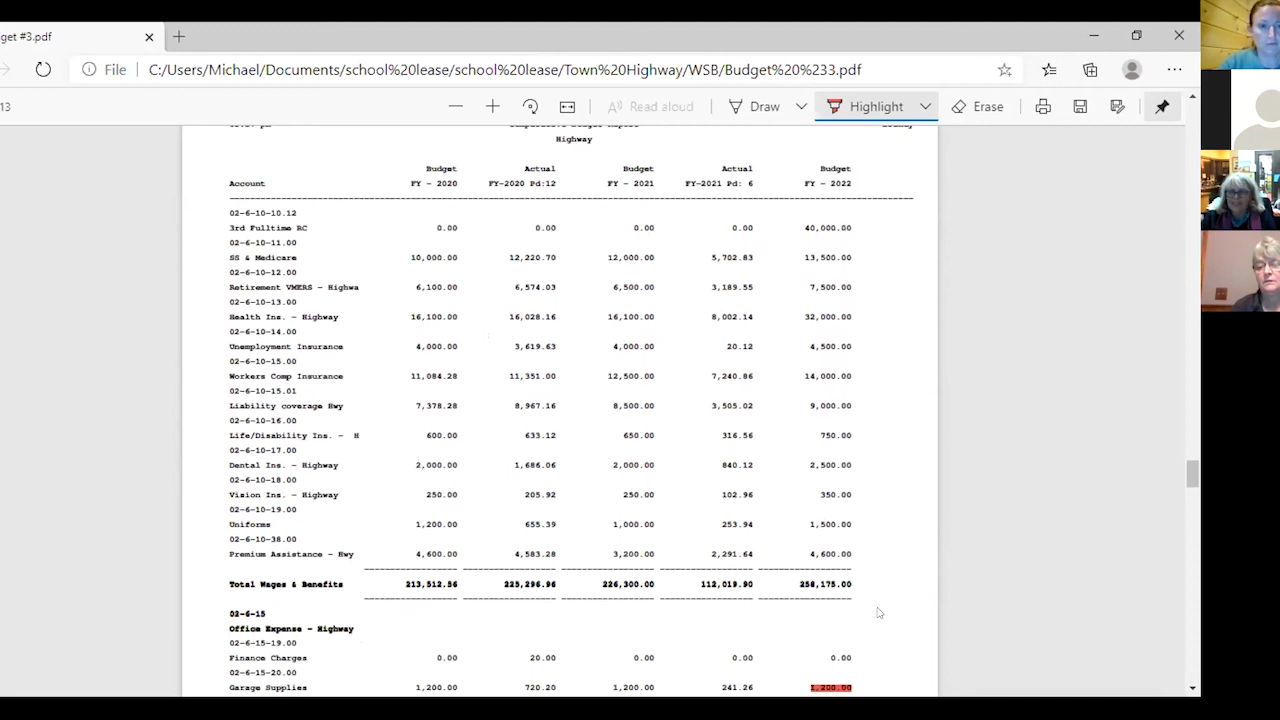 get #3.pdf
File C:/Users/Michael/Documents/school%20lease/school%20lease/Town%20Highway/WSB/Budget%20%233.pdf
13 Read aloud Draw Highlight Erase
Highway
Budget Actual Budget Actual Budget
Account FY - 2020 FY-2020 Pd:12 FY - 2021 FY-2021 Pd: 6 FY - 2022
02-6-10-10.12
3rd Fulltime RC 0.00 0.00 0.00 0.00 40,000.00
02-6-10-11.00
SS & Medicare 10,000.00 12,220.70 12,000.00 5,702.83 13,500.00
02-6-10-12.00
Retirement VMERS - Highwa 6,100.00 6,574.03 6,500.00 3,189.55 7,500.00
02-6-10-13.00
Health Ins. - Highway 16,100.00 16,028.16 16,100.00 8,002.14 32,000.00
02-6-10-14.00
Unemployment Insurance 4,000.00 3,619.63 4,000.00 20.12 4,500.00
02-6-10-15.00
Workers Comp Insurance 11,084.28 11,351.00 12,500.00 7,240.86 14,000.00
02-6-10-15.01
Liability coverage Hwy 7,378.28 8,967.16 8,500.00 3,505.02 9,000.00
02-6-10-16.00
Life/Disability Ins. - H 600.00 633.12 650.00 316.56 750.00
02-6-10-17.00
Dental Ins. - Highway 2,000.00 1,686.06 2,000.00 840.12 2,500.00
02-6-10-18.00
Vision Ins. - Highway 250.00 205.92 250.00 102.96 350.00
02-6-10-19.00
Uniforms 1,200.00 655.39 1,000.00 253.94 1,500.00
02-6-10-38.00
Premium Assistance - Hwy 4,600.00 4,583.28 3,200.00 2,291.64 4,600.00
Total Wages & Benefits 213,512.56 225,296.96 226,300.00 112,019.90 258,175.00
02-6-15
Office Expense - Highway
02-6-15-19.00
Finance Charges 0.00 20.00 0.00 0.00 0.00
02-6-15-20.00
Garage Supplies 1,200.00 720.20 1,200.00 241.26 1,200.00